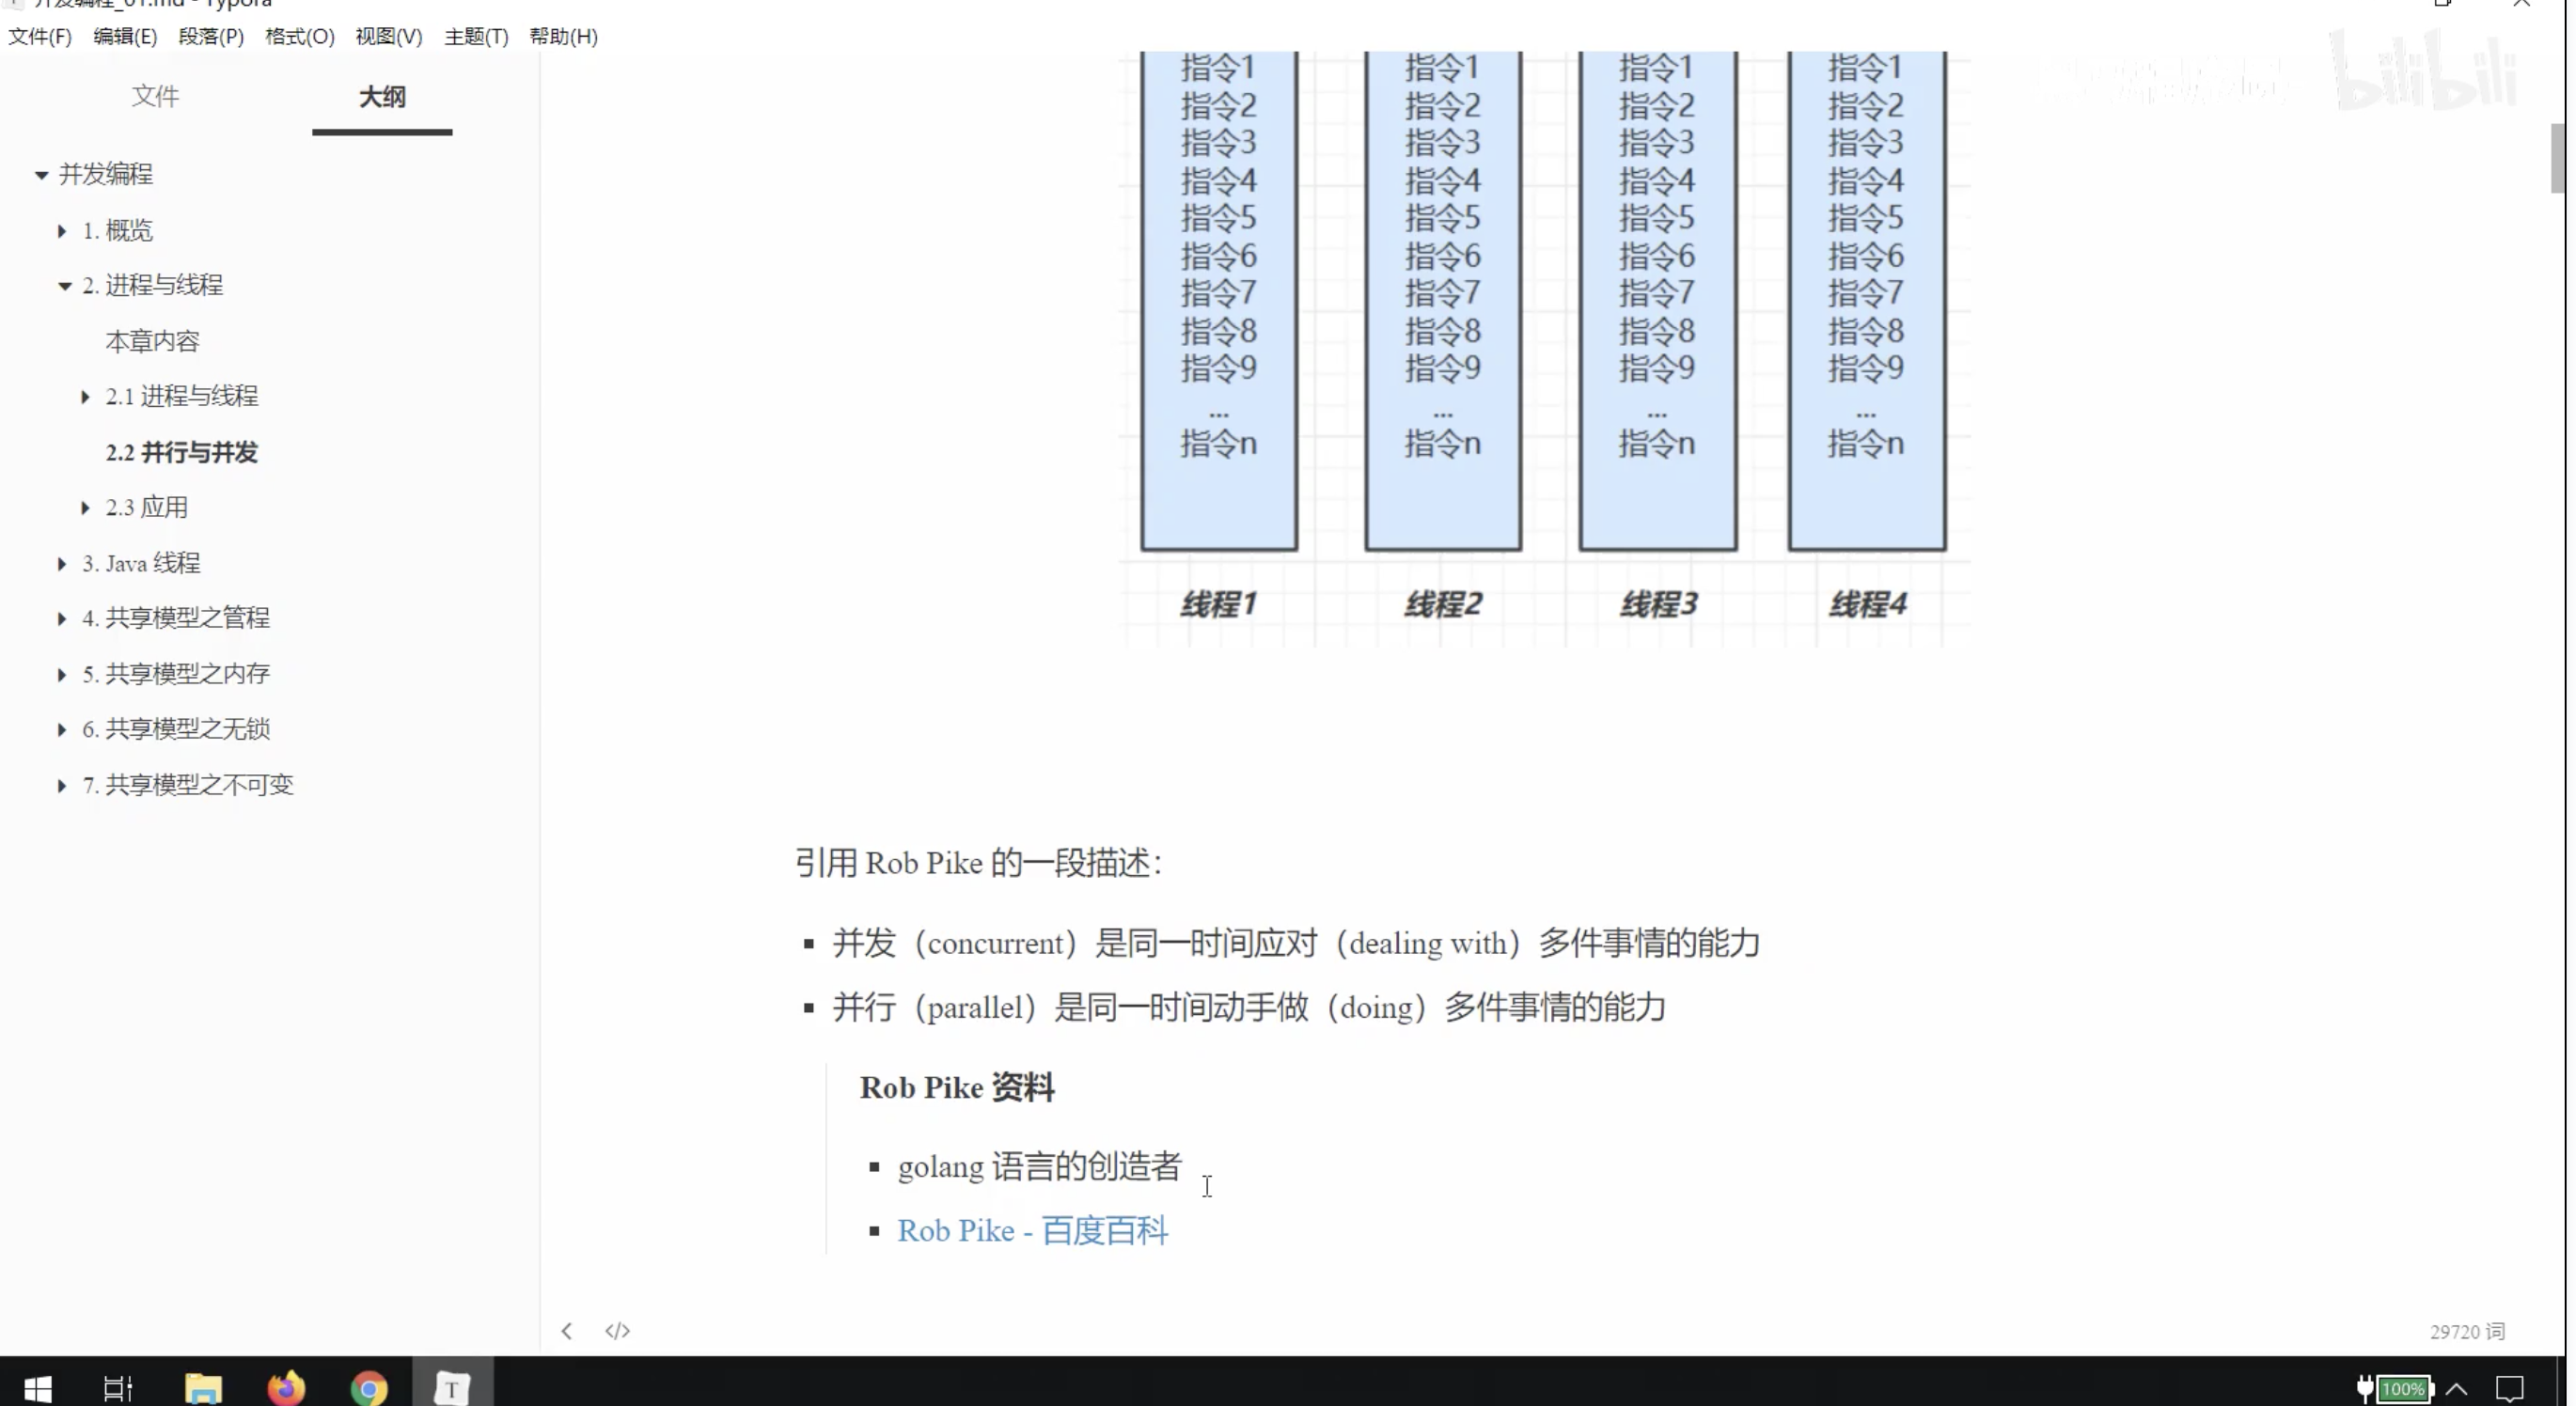 文件(F) 编辑(E) 段落(P) 格式(O) 视图(V) 主题(T) 帮助(H)
文件 大纲
并发编程
1. 概览
2. 进程与线程
本章内容
2.1 进程与线程
2.2 并行与并发
2.3 应用
3. Java 线程
4. 共享模型之管程
5. 共享模型之内存
6. 共享模型之无锁
7. 共享模型之不可变
bilibili
指令1 指令1 指令1 指令1
指令2 指令2 指令2 指令2
指令3 指令3 指令3 指令3
指令4 指令4 指令4 指令4
指令5 指令5 指令5 指令5
指令6 指令6 指令6 指令6
指令7 指令7 指令7 指令7
指令8 指令8 指令8 指令8
指令9 指令9 指令9 指令9
... ... ... ...
指令n 指令n 指令n 指令n
线程1 线程2 线程3 线程4
引用 Rob Pike 的一段描述：
并发（concurrent）是同一时间应对（dealing with）多件事情的能力
并行（parallel）是同一时间动手做（doing）多件事情的能力
Rob Pike 资料
golang 语言的创造者
Rob Pike - 百度百科
29720 词
T
100%